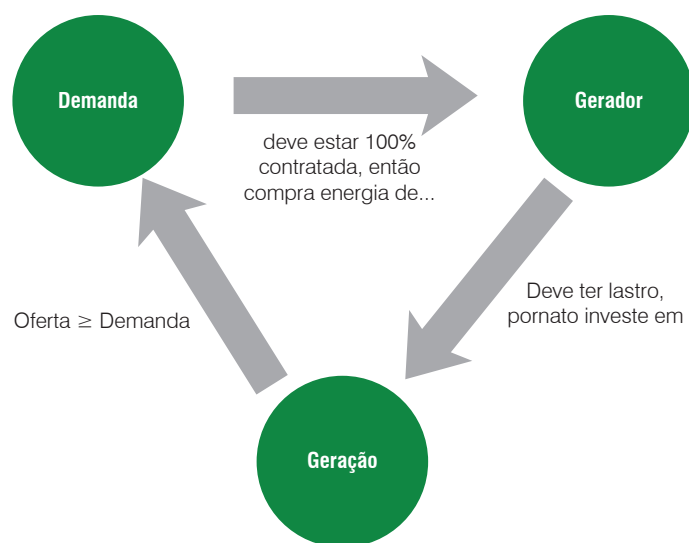 Demanda
Gerador
deve estar 100%
contratada, então
compra energia de...
Deve ter lastro,
pornato investe em
Oferta ≥ Demanda
Geração